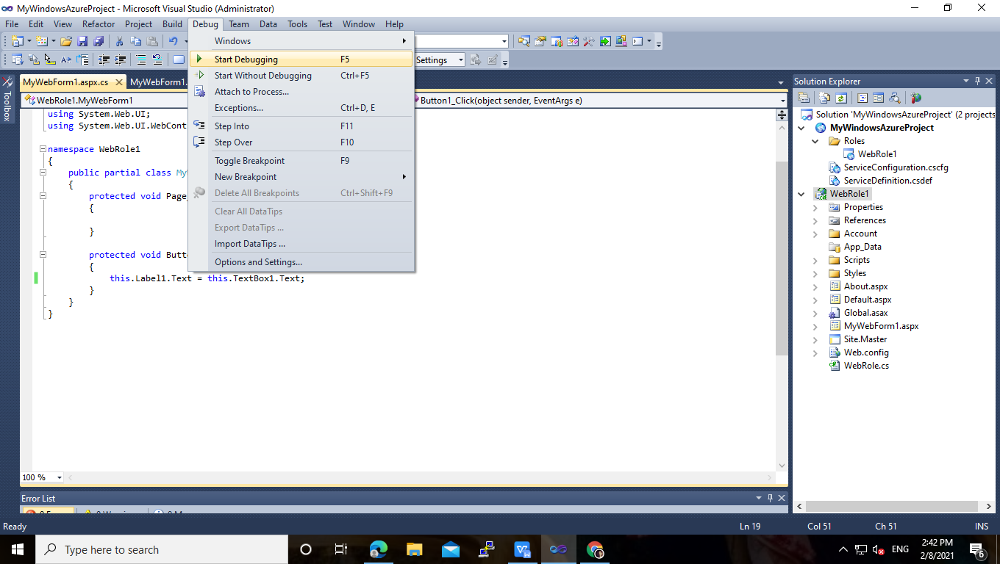 MyWindowsAzureProject - Microsoft Visual Studio (Administrator)
File Edit View Refactor Project Build Debug Team Data Tools Test Window Help
Windows
Start Debugging F5
Start Without Debugging Ctrl+F5
Attach to Process...
Exceptions... Ctrl+D, E
Step Into F11
Step Over F10
Toggle Breakpoint F9
New Breakpoint
Delete All Breakpoints Ctrl+Shift+F9
Clear All DataTips
Export DataTips ...
Import DataTips ...
Options and Settings...
Settings
Toolbox
MyWebForm1.aspx.cs MyWebForm1.
WebRole1.MyWebForm1 Button1_Click(object sender, EventArgs e)
using System.Web.UI;
using System.Web.UI.WebCont
namespace WebRole1
{
public partial class My
{
protected void Page_
{
}
protected void Butto
{
this.Label1.Text = this.TextBox1.Text;
}
}
}
100 %
Error List
Solution Explorer
Solution 'MyWindowsAzureProject' (2 projects
MyWindowsAzureProject
Roles
WebRole1
ServiceConfiguration.cscfg
ServiceDefinition.csdef
WebRole1
Properties
References
Account
App_Data
Scripts
Styles
About.aspx
Default.aspx
Global.asax
MyWebForm1.aspx
Site.Master
Web.config
WebRole.cs
Ready Ln 19 Col 51 Ch 51 INS
Type here to search
ENG
2:42 PM
2/8/2021
6